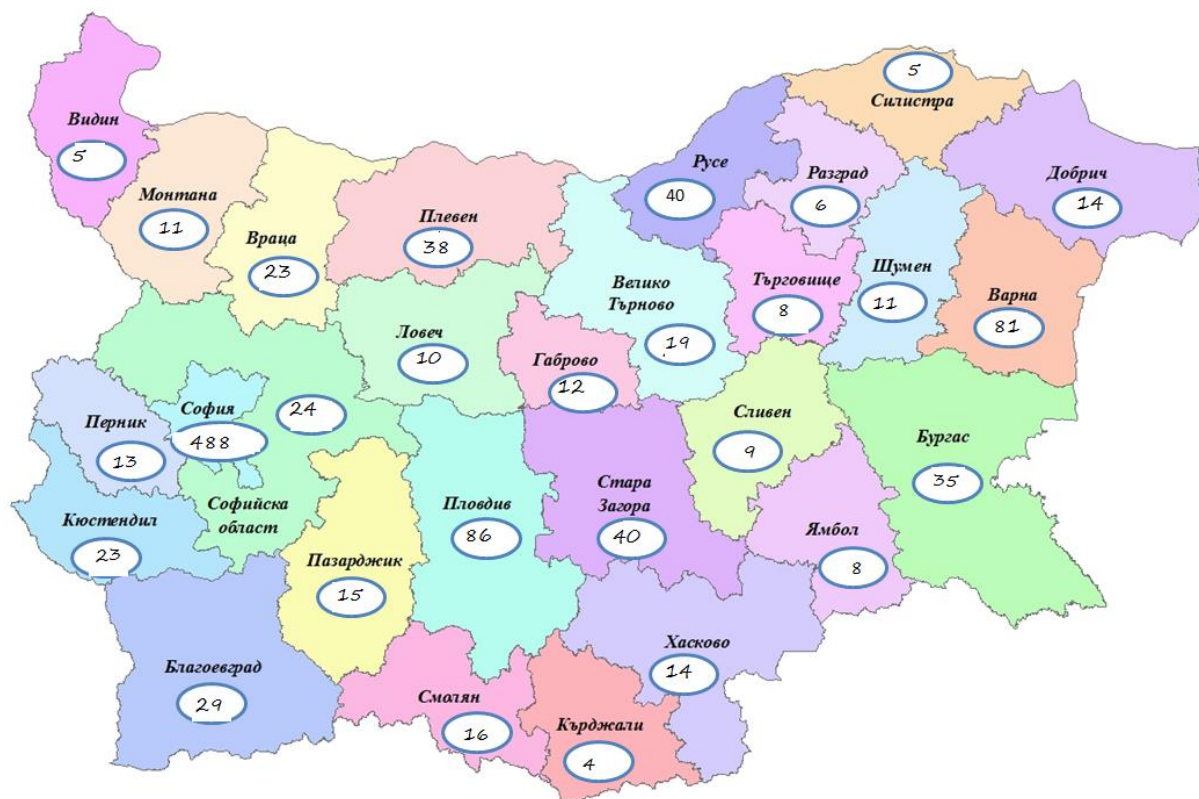 Видин
5
Монтана
11
Враца
23
Плевен
38
Велико
Търново
19
Русе
40
Разград
6
Силистра
5
Добрич
14
Търговище
8
Шумен
11
Варна
81
Ловеч
10
Габрово
12
Перник
13
София
488
24
Софийска
област
Кюстендил
23
Пазарджик
15
Пловдив
86
Стара
Загора
40
Сливен
9
Бургас
35
Ямбол
8
Благоевград
29
Смолян
16
Кърджали
4
Хасково
14